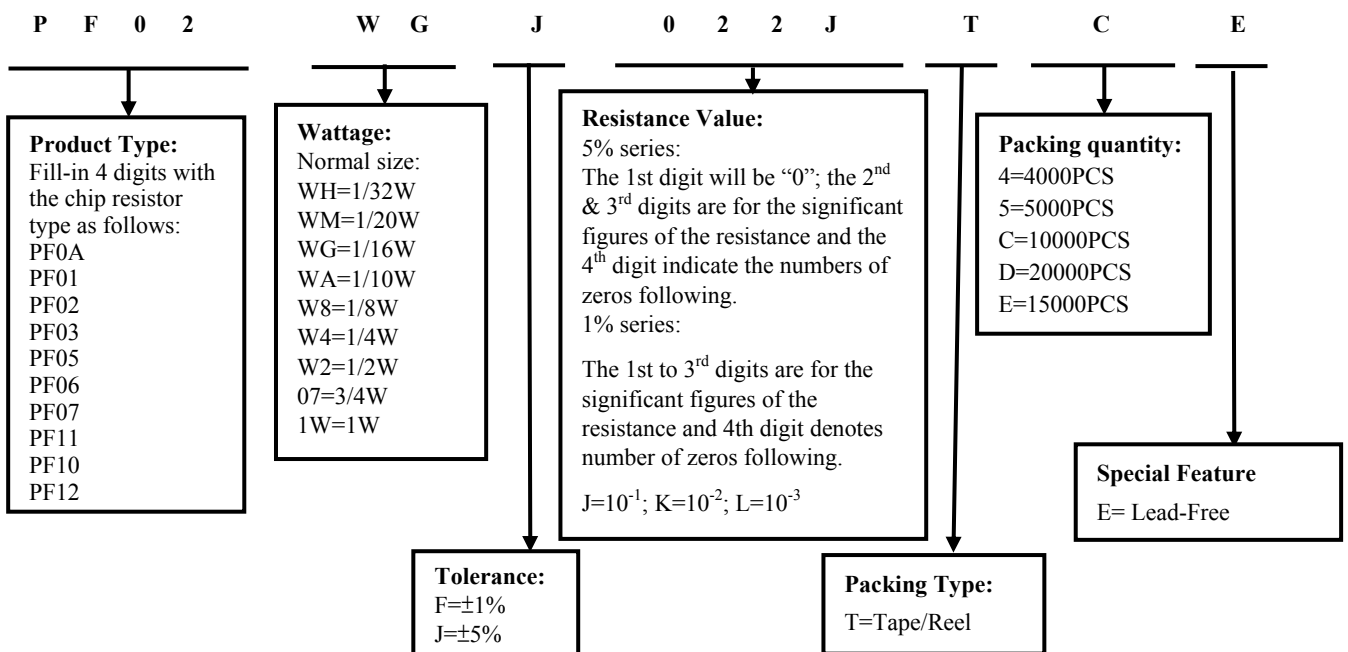 P F 0 2 W G J 0 2 2 J T C E
Product Type:
Fill-in 4 digits with
the chip resistor
type as follows:
PF0A
PF01
PF02
PF03
PF05
PF06
PF07
PF11
PF10
PF12
Wattage:
Normal size:
WH=1/32W
WM=1/20W
WG=1/16W
WA=1/10W
W8=1/8W
W4=1/4W
W2=1/2W
07=3/4W
1W=1W
Tolerance:
F=±1%
J=±5%
Resistance Value:
5% series:
The 1st digit will be “0”; the 2nd
& 3rd digits are for the significant
figures of the resistance and the
4th digit indicate the numbers of
zeros following.
1% series:
The 1st to 3rd digits are for the
significant figures of the
resistance and 4th digit denotes
number of zeros following.
J=10-1; K=10-2; L=10-3
Packing Type:
T=Tape/Reel
Packing quantity:
4=4000PCS
5=5000PCS
C=10000PCS
D=20000PCS
E=15000PCS
Special Feature
E= Lead-Free